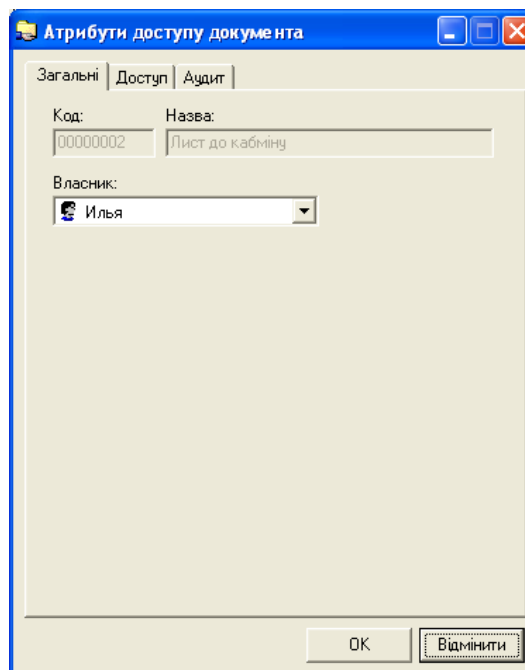 Атрибути доступу документа
Загальні Доступ Аудит
Код: Назва:
00000002 Лист до кабміну
Власник:
Илья
OK Відмінити